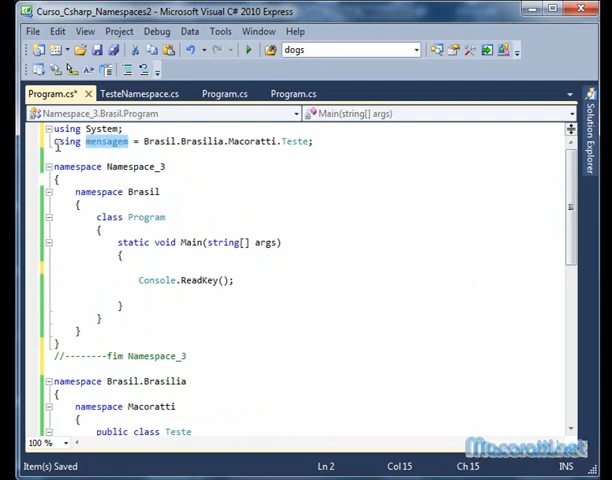 Curso_Csharp_Namespaces2 - Microsoft Visual C# 2010 Express
File Edit View Project Debug Data Tools Window Help
dogs
Program.cs* TesteNamespace.cs Program.cs Program.cs
Namespace_3.Brasil.Program Main(string[] args)
using System;
using mensagem = Brasil.Brasilia.Macoratti.Teste;
namespace Namespace_3
{
namespace Brasil
{
class Program
{
static void Main(string[] args)
{
Console.ReadKey();
}
}
}
}
//--------fim Namespace_3
namespace Brasil.Brasilia
{
namespace Macoratti
{
public class Teste
100 %
Item(s) Saved Ln 2 Col 15 Ch 15 INS
Solution Explorer
Macoratti.net